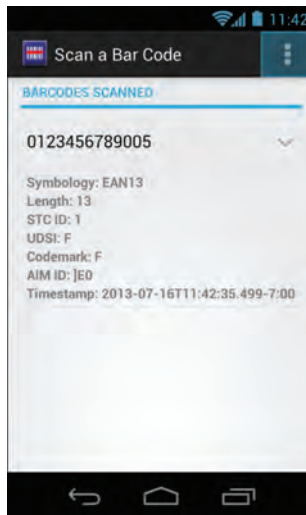 11:42
Scan a Bar Code
BARCODES SCANNED
0123456789005
Symbology: EAN13
Length: 13
STC ID: 1
UDSI: F
Codemark: F
AIM ID: ]E0
Timestamp: 2013-07-16T11:42:35.499-7:00